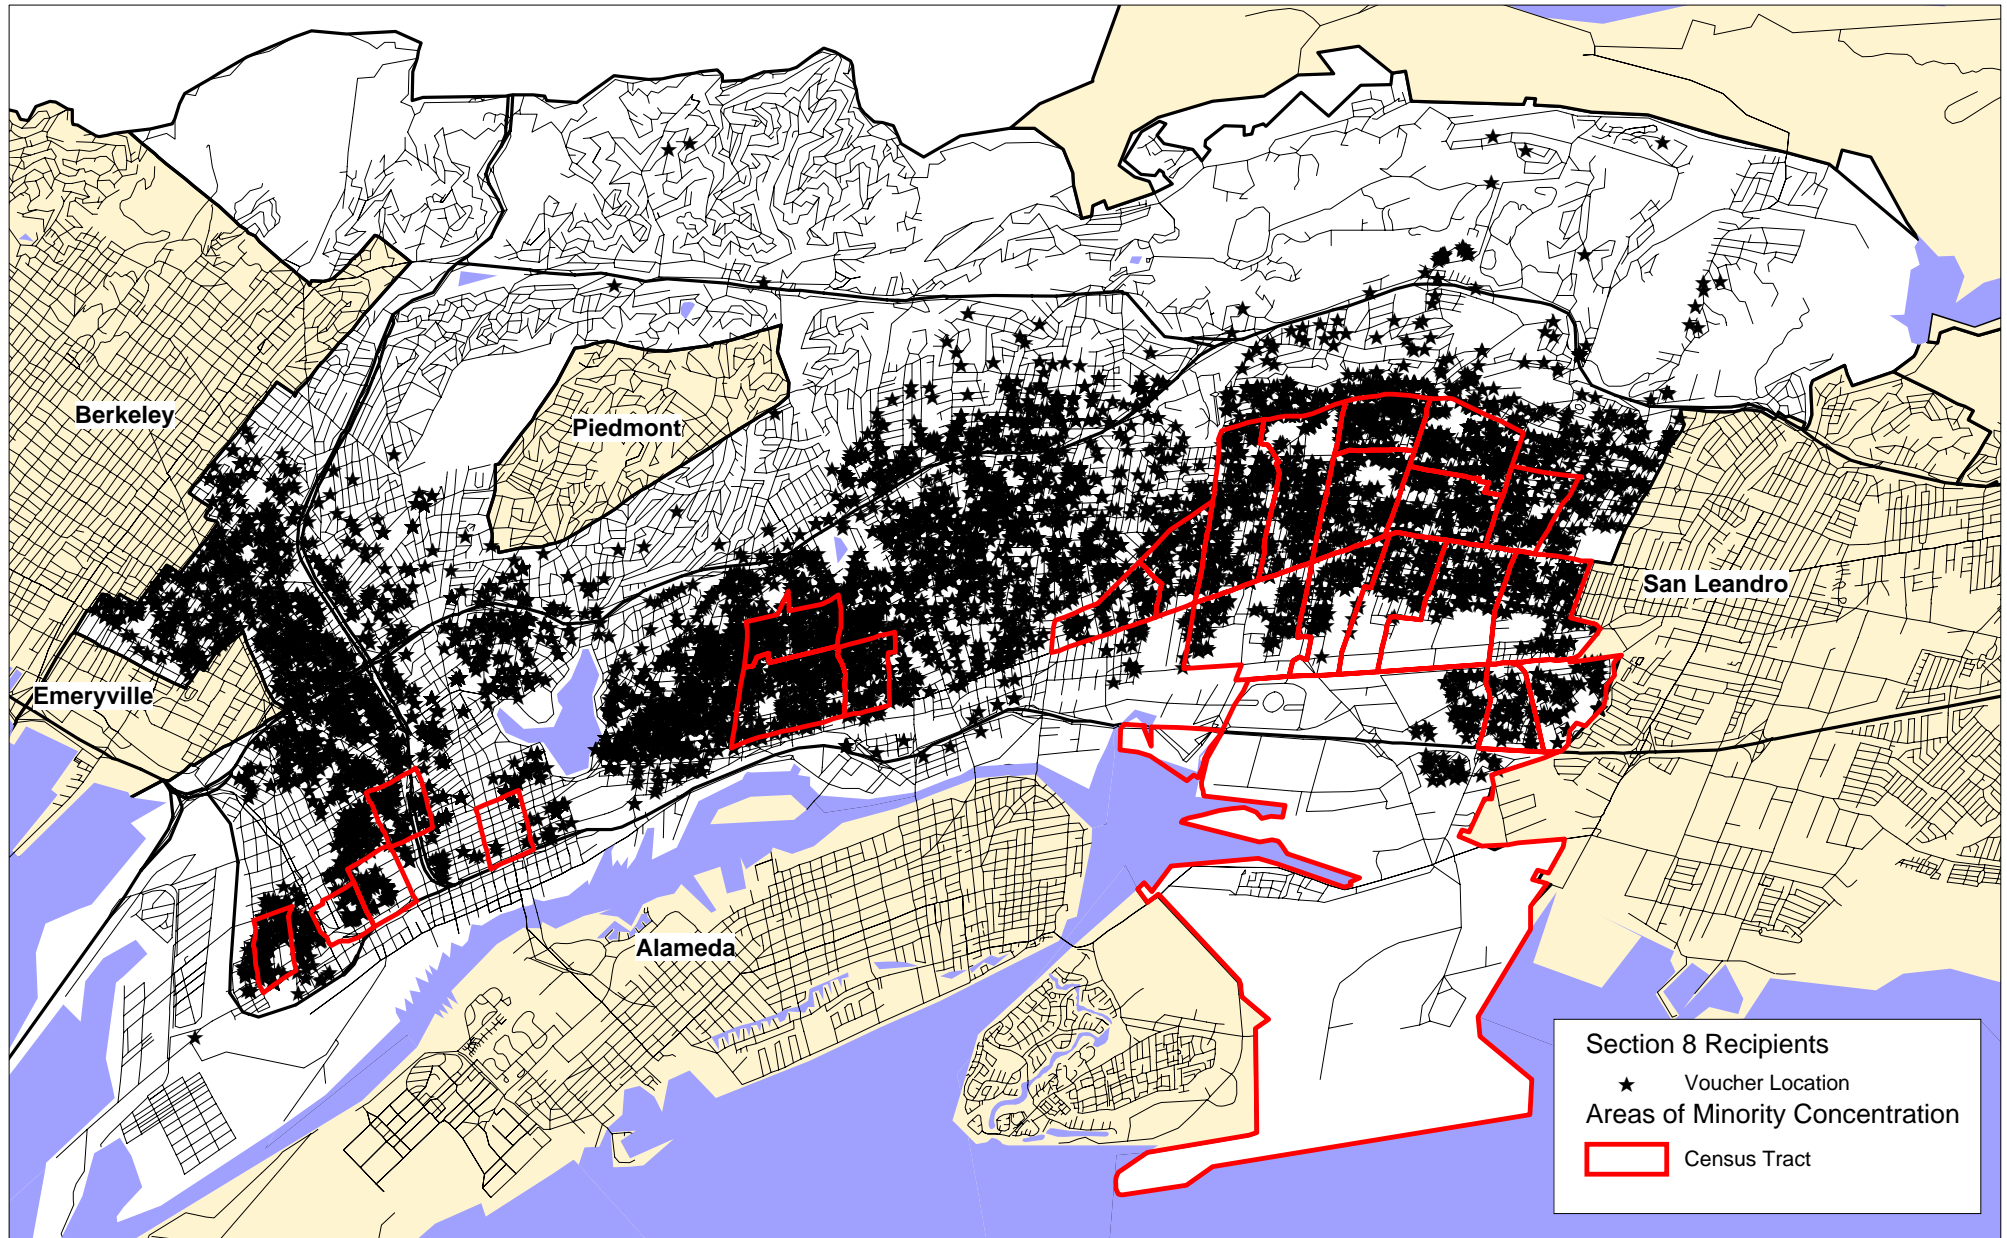 Berkeley
Piedmont
San Leandro
Emeryville
Alameda
Section 8 Recipients
Voucher Location
Areas of Minority Concentration
Census Tract